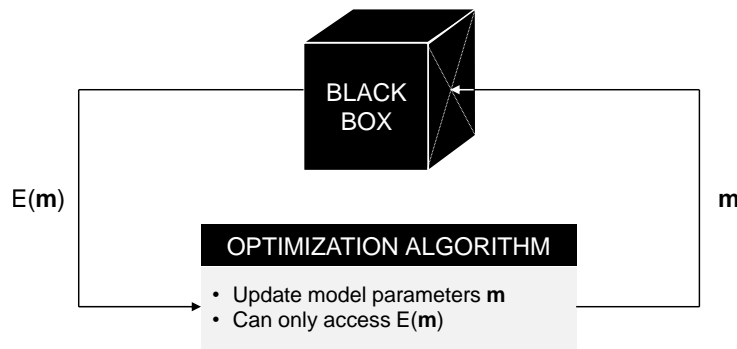 BLACK
BOX
E(m)
m
OPTIMIZATION ALGORITHM
• Update model parameters m
• Can only access E(m)